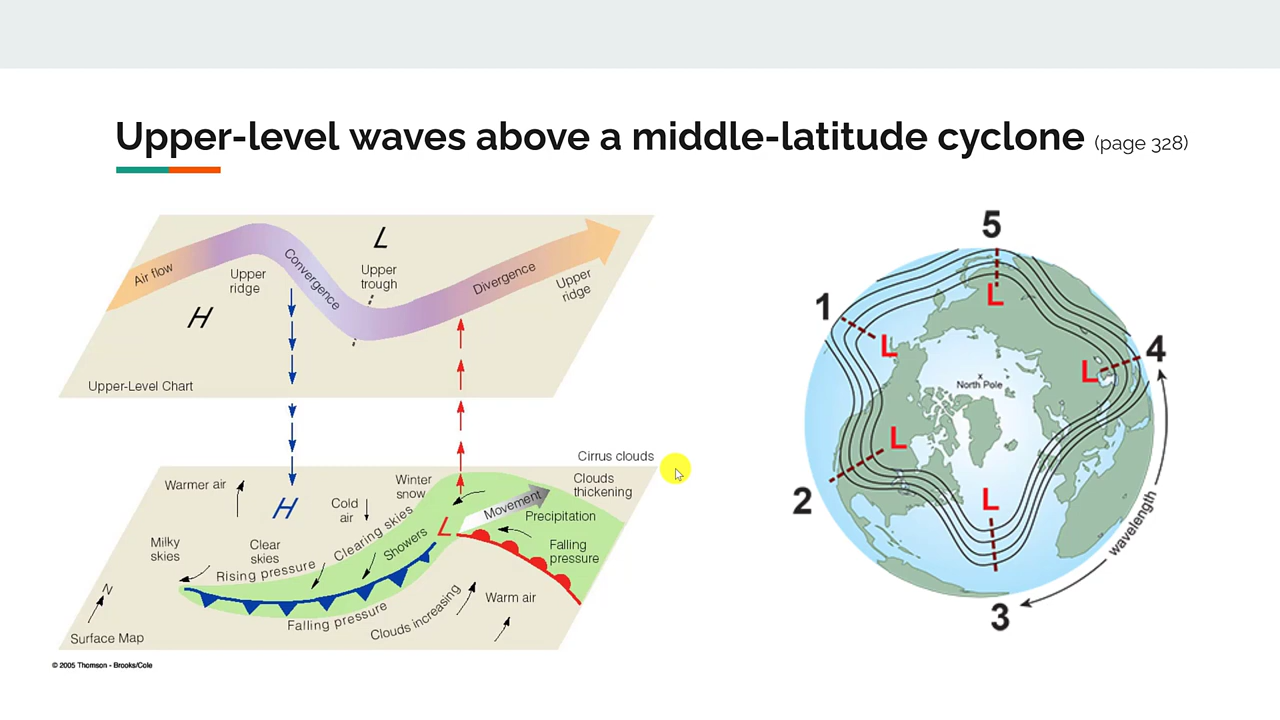 Upper-level waves above a middle-latitude cyclone (page 328)
L
Air flow
Upper
ridge
Convergence
Upper
trough
Divergence
Upper
ridge
H
Upper-Level Chart
Cirrus clouds
Warmer air
H
Cold
air
Winter
snow
Clouds
thickening
Movement
Precipitation
L
Milky
skies
Clear
skies
Clearing skies
Showers
Falling
pressure
Rising pressure
Falling pressure
Clouds increasing
Warm air
N
Surface Map
© 2005 Thomson - Brooks/Cole
5
L
1
L
4
L
North Pole
x
L
2
L
wavelength
3